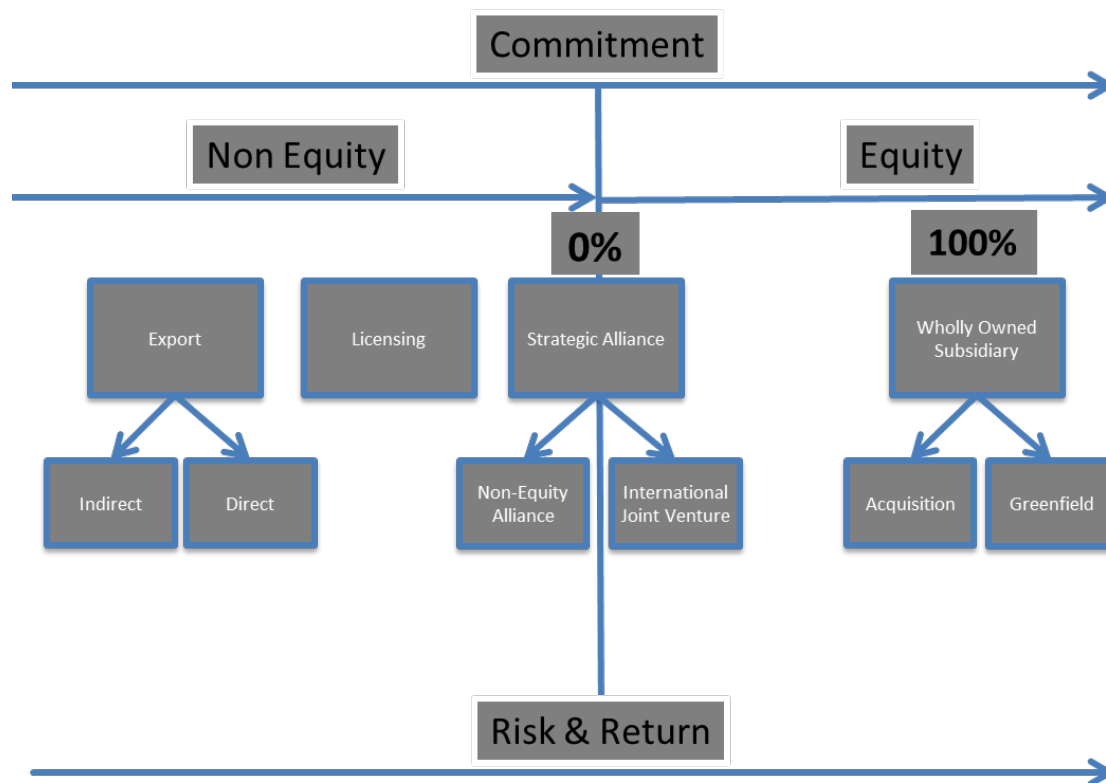 Commitment
Non Equity
Equity
0%
100%
Export
Licensing
Strategic Alliance
Wholly Owned
Subsidiary
Indirect
Direct
Non-Equity
Alliance
International
Joint Venture
Acquisition
Greenfield
Risk & Return